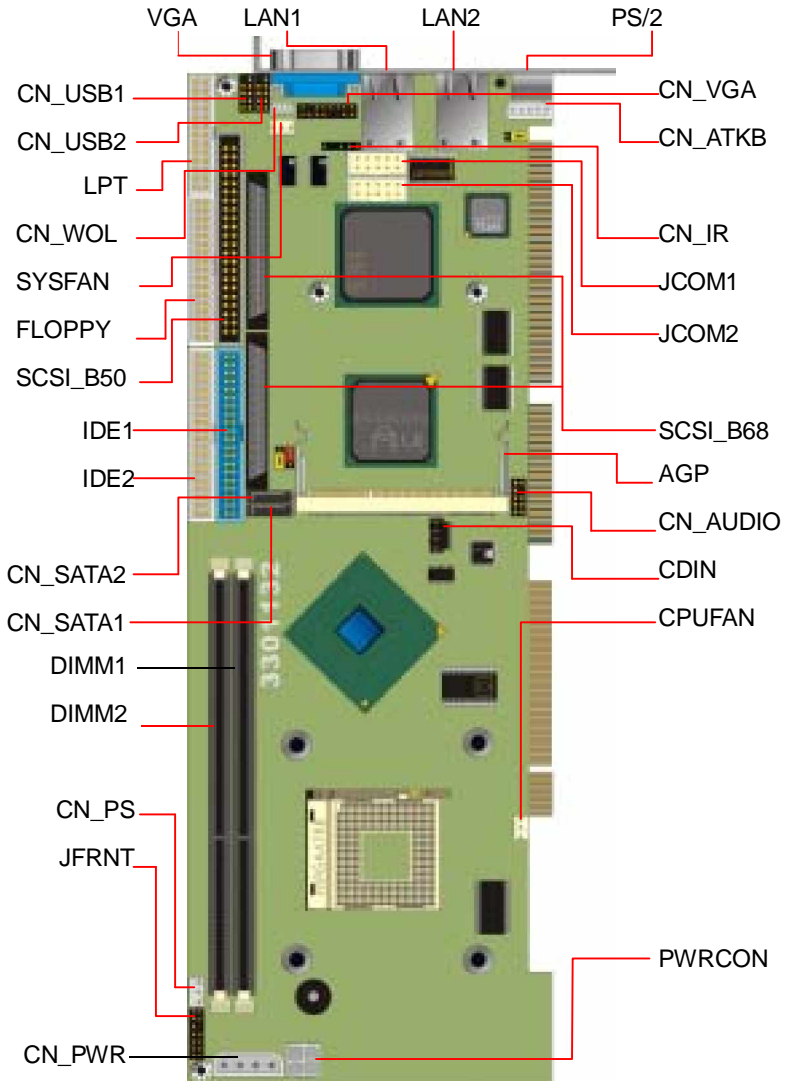 VGA LAN1 LAN2 PS/2
CN_USB1
CN_USB2
LPT
CN_WOL
SYSFAN
FLOPPY
SCSI_B50
IDE1
IDE2
CN_SATA2
CN_SATA1
DIMM1
DIMM2
CN_PS
JFRNT
CN_PWR
CN_VGA
CN_ATKB
CN_IR
JCOM1
JCOM2
SCSI_B68
AGP
CN_AUDIO
CDIN
CPUFAN
PWRCON
3301132